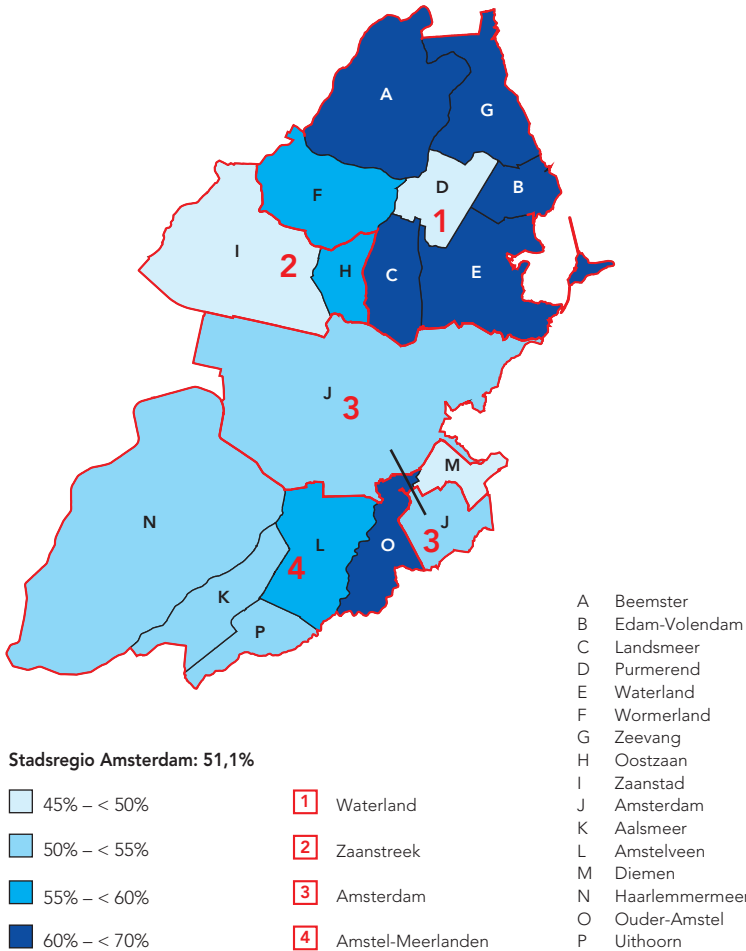 A
G
D
B
F
1
I
2
H
C
E
J
3
M
N
J
3
L
O
4
K
P
A Beemster
B Edam-Volendam
C Landsmeer
D Purmerend
E Waterland
F Wormerland
G Zeevang
H Oostzaan
I Zaanstad
J Amsterdam
K Aalsmeer
L Amstelveen
M Diemen
N Haarlemmermeer
O Ouder-Amstel
P Uithoorn
Stadsregio Amsterdam: 51,1%
45% – < 50%
50% – < 55%
55% – < 60%
60% – < 70%
1 Waterland
2 Zaanstreek
3 Amsterdam
4 Amstel-Meerlanden